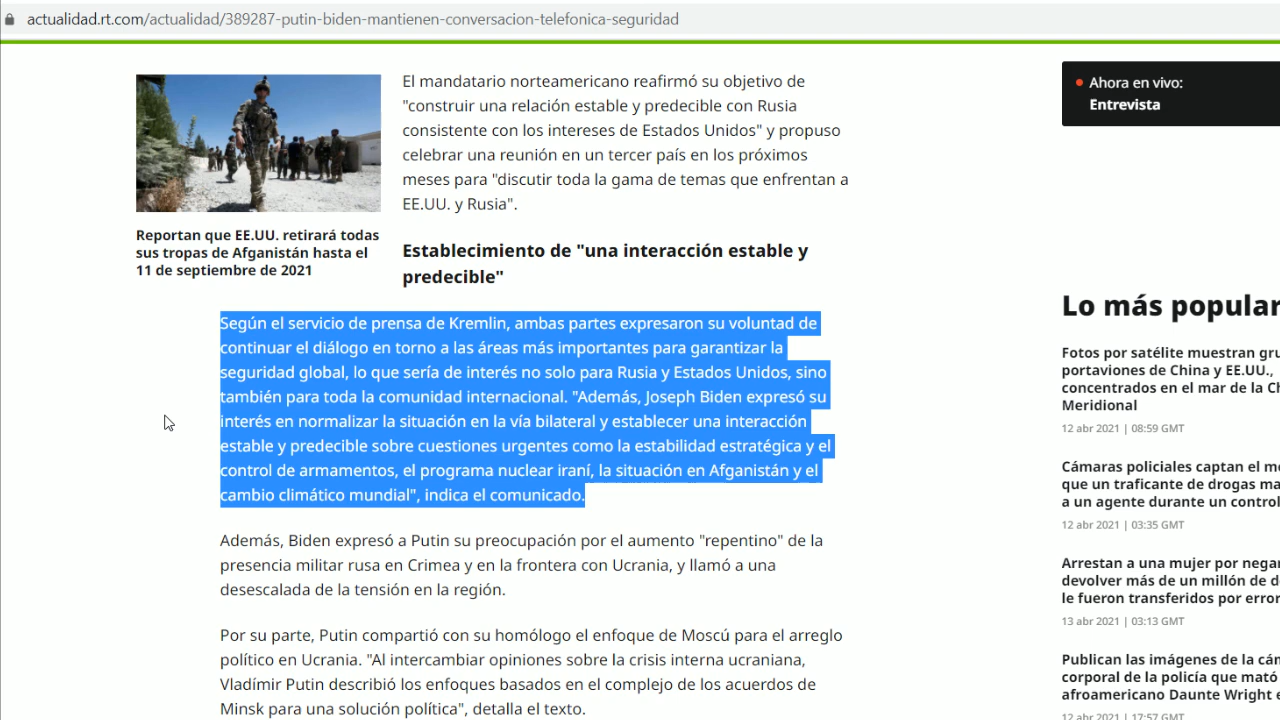 actualidad.rt.com/actualidad/389287-putin-biden-mantienen-conversacion-telefonica-seguridad
Reportan que EE.UU. retirará todas
sus tropas de Afganistán hasta el
11 de septiembre de 2021
El mandatario norteamericano reafirmó su objetivo de
"construir una relación estable y predecible con Rusia
consistente con los intereses de Estados Unidos" y propuso
celebrar una reunión en un tercer país en los próximos
meses para "discutir toda la gama de temas que enfrentan a
EE.UU. y Rusia".
Establecimiento de "una interacción estable y
predecible"
Según el servicio de prensa de Kremlin, ambas partes expresaron su voluntad de
continuar el diálogo en torno a las áreas más importantes para garantizar la
seguridad global, lo que sería de interés no solo para Rusia y Estados Unidos, sino
también para toda la comunidad internacional. "Además, Joseph Biden expresó su
interés en normalizar la situación en la vía bilateral y establecer una interacción
estable y predecible sobre cuestiones urgentes como la estabilidad estratégica y el
control de armamentos, el programa nuclear iraní, la situación en Afganistán y el
cambio climático mundial", indica el comunicado.
Además, Biden expresó a Putin su preocupación por el aumento "repentino" de la
presencia militar rusa en Crimea y en la frontera con Ucrania, y llamó a una
desescalada de la tensión en la región.
Por su parte, Putin compartió con su homólogo el enfoque de Moscú para el arreglo
político en Ucrania. "Al intercambiar opiniones sobre la crisis interna ucraniana,
Vladímir Putin describió los enfoques basados en el complejo de los acuerdos de
Minsk para una solución política", detalla el texto.
Ahora en vivo:
Entrevista
Lo más popular
Fotos por satélite muestran gru
portaviones de China y EE.UU.,
concentrados en el mar de la Ch
Meridional
12 abr 2021 | 08:59 GMT
Cámaras policiales captan el mo
que un traficante de drogas ma
a un agente durante un control
12 abr 2021 | 03:35 GMT
Arrestan a una mujer por negar
devolver más de un millón de d
le fueron transferidos por error
13 abr 2021 | 03:13 GMT
Publican las imágenes de la cám
corporal de la policía que mató
afroamericano Daunte Wright e
12 abr 2021 | 17:57 GMT